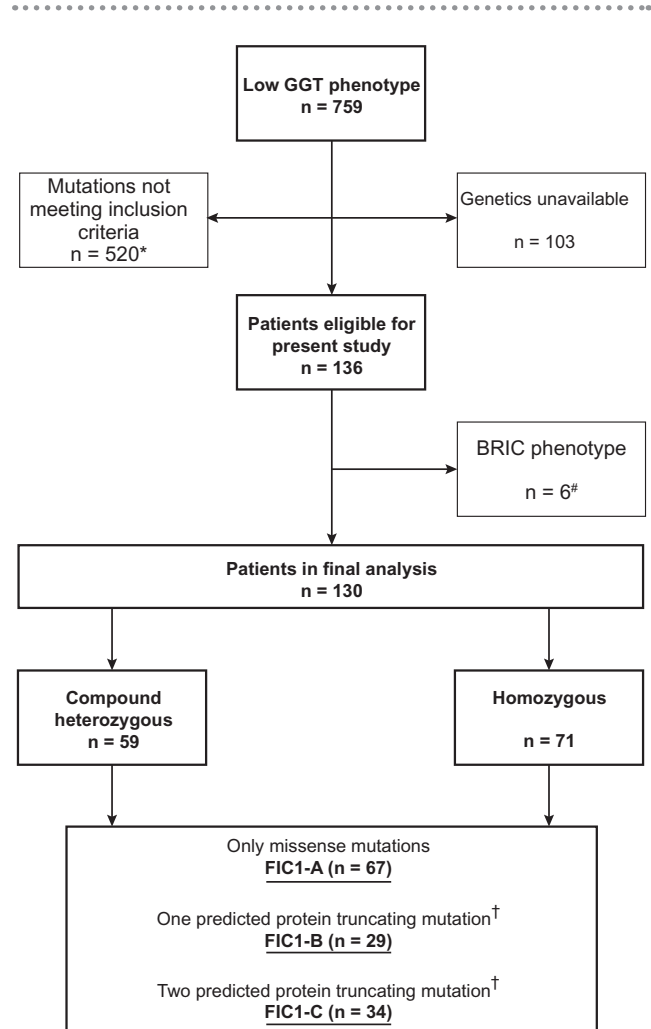 Low GGT phenotype
n = 759
Mutations not
meeting inclusion
criteria
n = 520*
Genetics unavailable
n = 103
Patients eligible for
present study
n = 136
BRIC phenotype
n = 6#
Patients in final analysis
n = 130
Compound
heterozygous
n = 59
Homozygous
n = 71
Only missense mutations
FIC1-A (n = 67)
One predicted protein truncating mutation†
FIC1-B (n = 29)
Two predicted protein truncating mutation†
FIC1-C (n = 34)